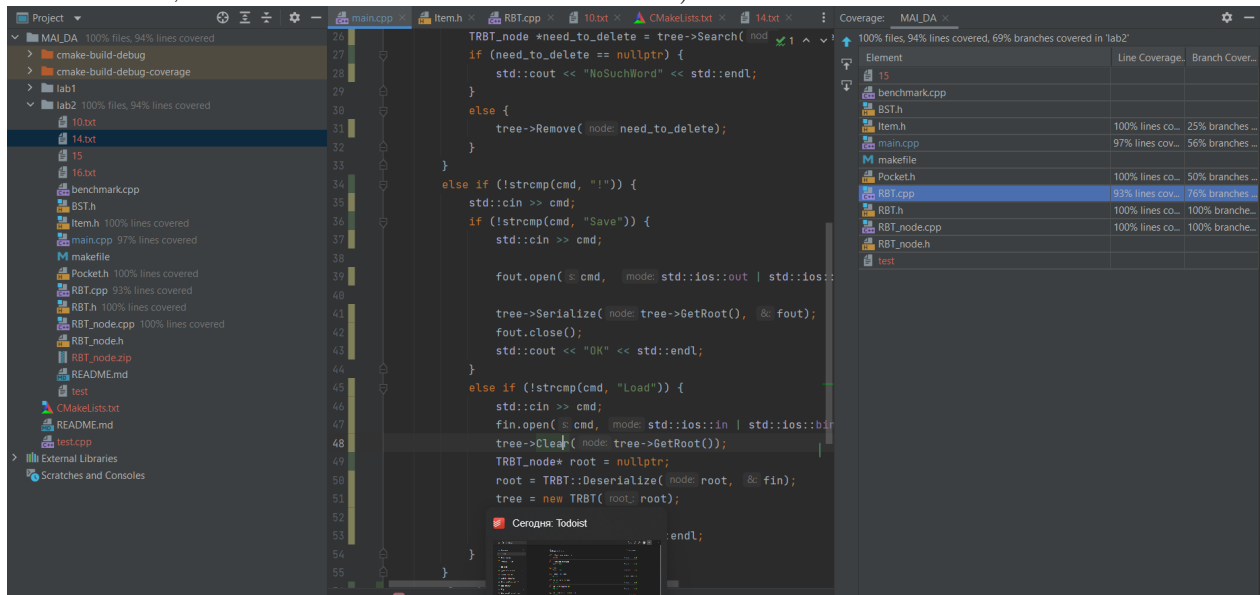 Project
MAI_DA 100% files, 94% lines covered
cmake-build-debug
cmake-build-debug-coverage
lab1
lab2 100% files, 94% lines covered
10.txt
14.txt
15
16.txt
benchmark.cpp
BST.h
Item.h 100% lines covered
main.cpp 97% lines covered
makefile
Pocket.h 100% lines covered
RBT.cpp 93% lines covered
RBT.h 100% lines covered
RBT_node.cpp 100% lines covered
RBT_node.h
RBT_node.zip
README.md
test
CMakeLists.txt
README.md
test.cpp
External Libraries
Scratches and Consoles
main.cpp Item.h RBT.cpp 10.txt CMakeLists.txt 14.txt
26 TRBT_node *need_to_delete = tree->Search( nod 1
27 if (need_to_delete == nullptr) {
28 std::cout << "NoSuchWord" << std::endl;
29 }
30 else {
31 tree->Remove( node: need_to_delete);
32 }
33 }
34 else if (!strcmp(cmd, "!")) {
35 std::cin >> cmd;
36 if (!strcmp(cmd, "Save")) {
37 std::cin >> cmd;
38
39 fout.open( s: cmd, mode: std::ios::out | std::ios::
40
41 tree->Serialize( node: tree->GetRoot(), &: fout);
42 fout.close();
43 std::cout << "OK" << std::endl;
44 }
45 else if (!strcmp(cmd, "Load")) {
46 std::cin >> cmd;
47 fin.open( s: cmd, mode: std::ios::in | std::ios::bin
48 tree->Clear( node: tree->GetRoot());
49 TRBT_node* root = nullptr;
50 root = TRBT::Deserialize( node: root, &: fin);
51 tree = new TRBT( root_: root);
52
53 :endl;
54 }
55 }
Сегодня: Todoist
Coverage: MAI_DA
100% files, 94% lines covered, 69% branches covered in 'lab2'
Element Line Coverage... Branch Cover...
15
benchmark.cpp
BST.h
Item.h 100% lines co... 25% branches ...
main.cpp 97% lines cov... 56% branches ...
makefile
Pocket.h 100% lines co... 50% branches ...
RBT.cpp 93% lines cov... 76% branches ...
RBT.h 100% lines co... 100% branche...
RBT_node.cpp 100% lines co... 100% branche...
RBT_node.h
test